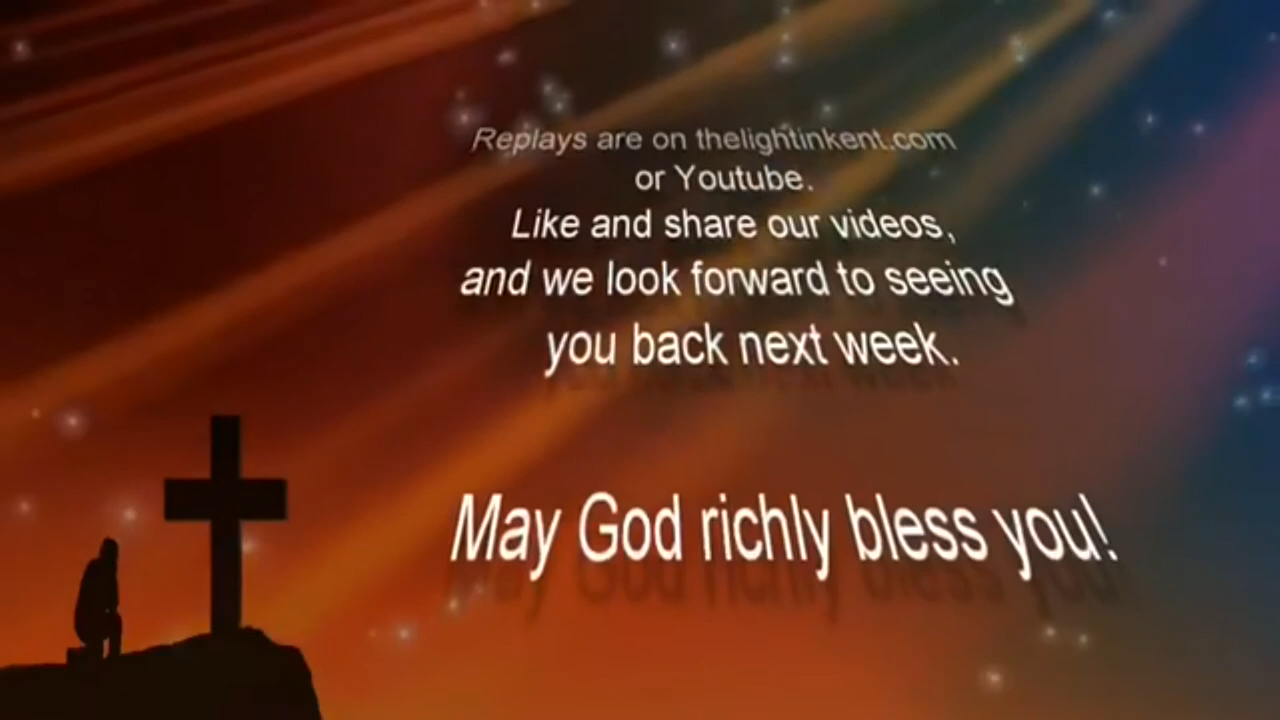 Replays are on thelightinkent.com
or Youtube.
Like and share our videos,
and we look forward to seeing
you back next week.
May God richly bless you!